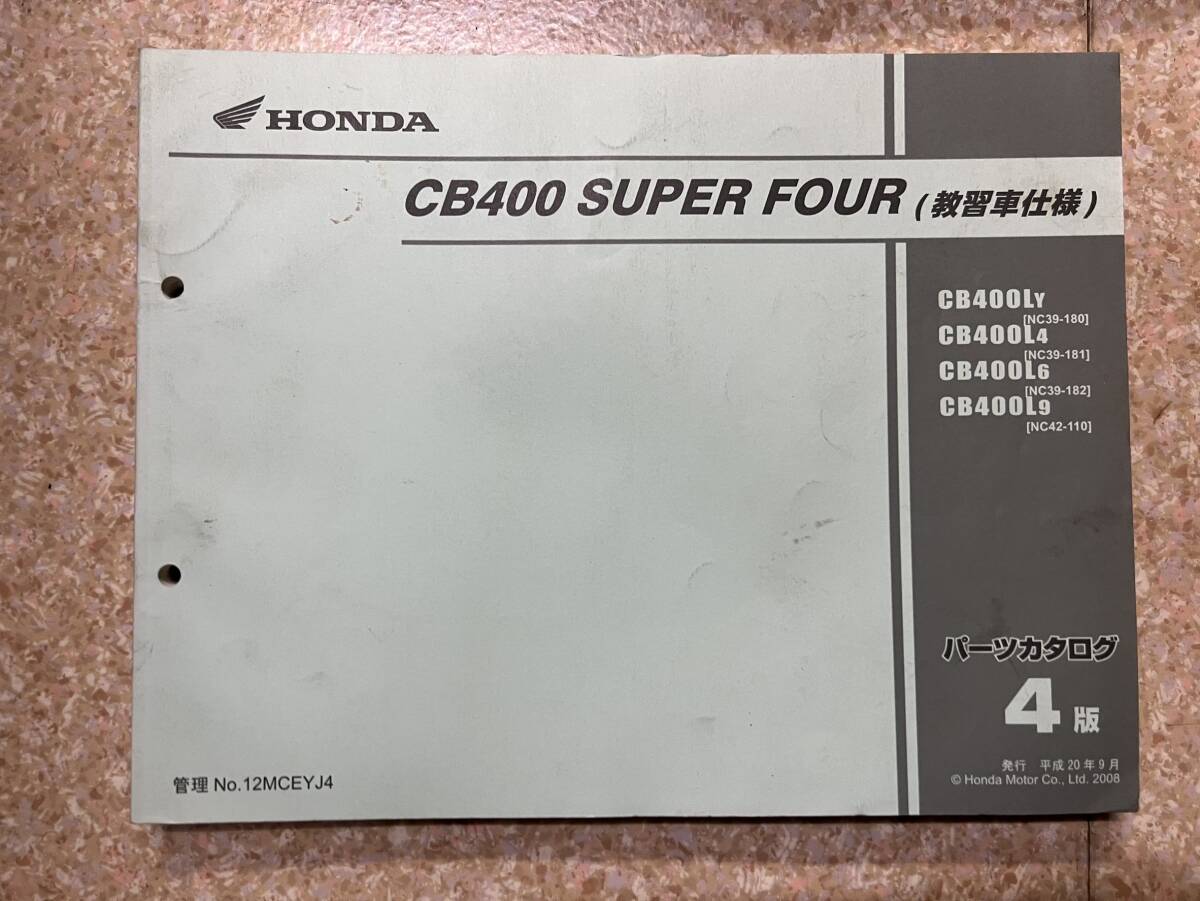 HONDA
CB400 SUPER FOUR (教習車仕様)
CB400LY
[NC39-180]
CB400L4
[NC39-181]
CB400L6
[NC39-182]
CB400L9
[NC42-110]
パーツカタログ
4版
発行 平成20年9月
© Honda Motor Co., Ltd. 2008
管理 No.12MCEYJ4